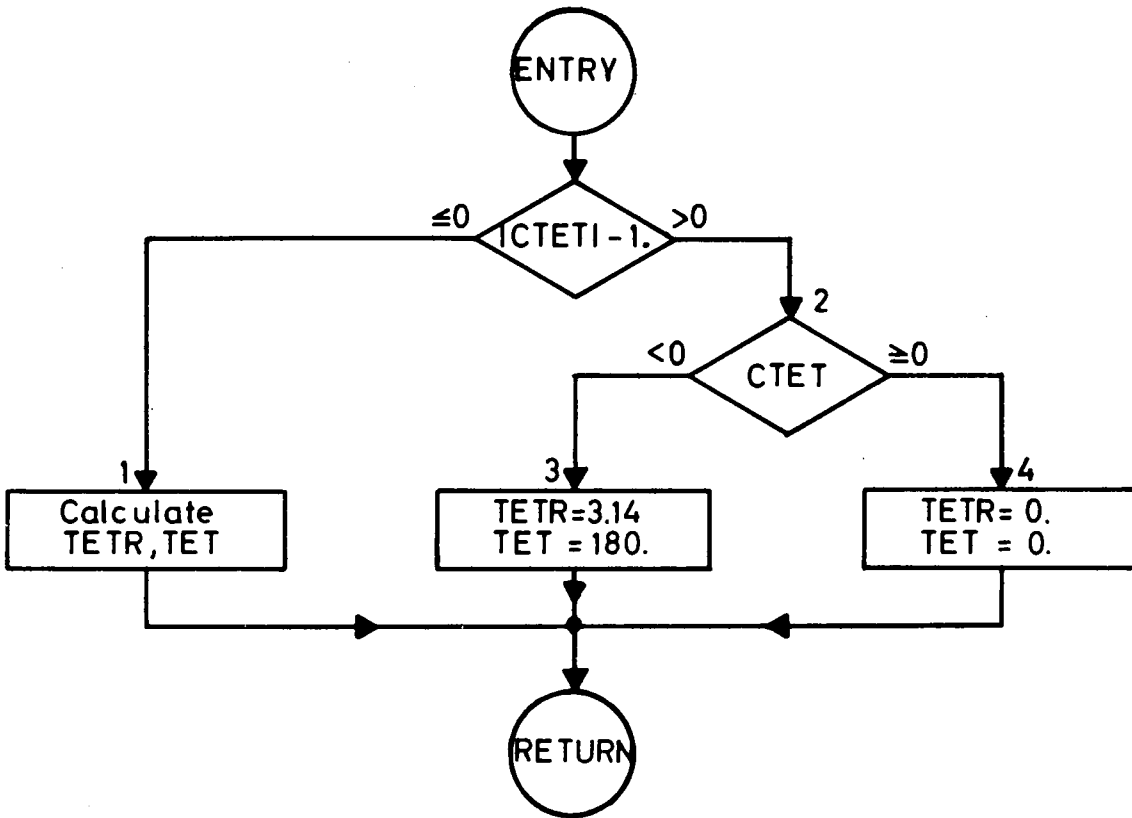 ENTRY
≦0
|CTET|-1.
>0
2
<0
CTET
≧0
1
Calculate
TETR,TET
3
TETR=3.14
TET =180.
4
TETR= 0.
TET = 0.
RETURN